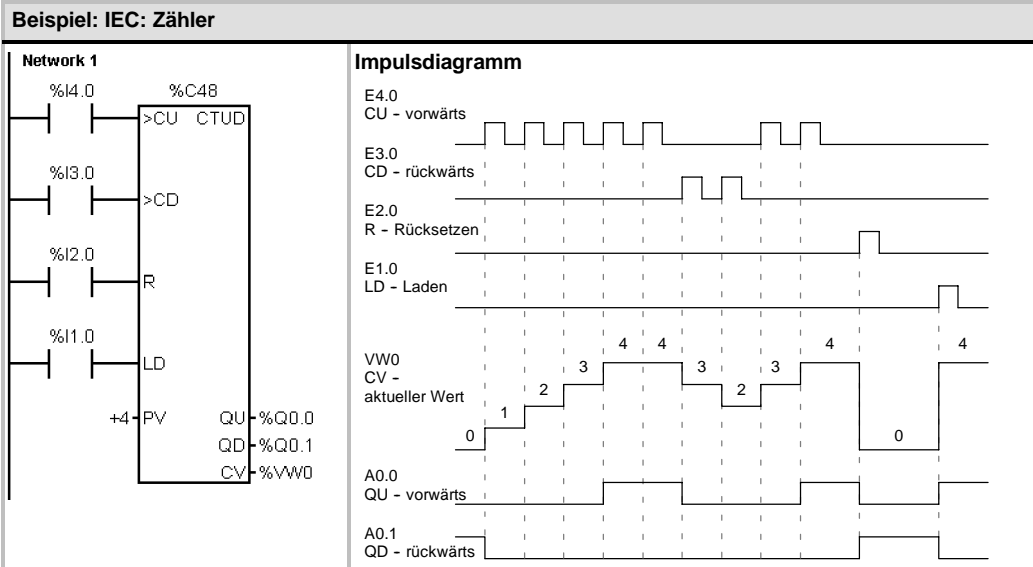 Beispiel: IEC: Zähler
Network 1
%I4.0
%C48
>CU CTUD
%I3.0
>CD
%I2.0
R
%I1.0
LD
+4 PV QU %Q0.0
QD %Q0.1
CV %VW0
Impulsdiagramm
E4.0
CU - vorwärts
E3.0
CD - rückwärts
E2.0
R - Rücksetzen
E1.0
LD - Laden
VW0
CV -
aktueller Wert
0
1
2
3
4
4
3
2
3
4
0
4
A0.0
QU - vorwärts
A0.1
QD - rückwärts